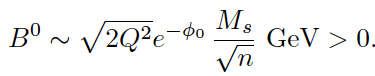 $B^0 \sim \sqrt{2Q^2} e^{-\phi_0} \frac{M_s}{\sqrt{n}} \text{ GeV} > 0.$